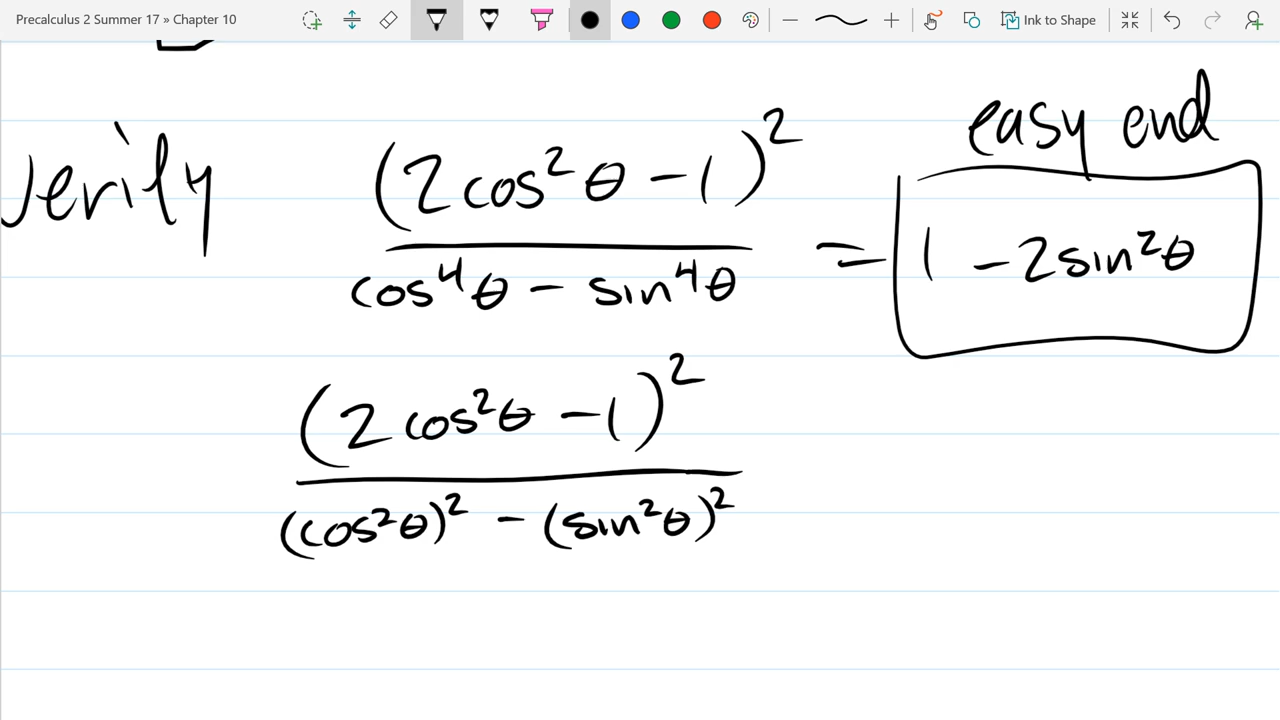 Precalculus 2 Summer 17 » Chapter 10
Ink to Shape
easy end
Verify (2cos²θ - 1)² / (cos⁴θ - sin⁴θ) = 1 - 2sin²θ
(2cos²θ - 1)² / ((cos²θ)² - (sin²θ)²)